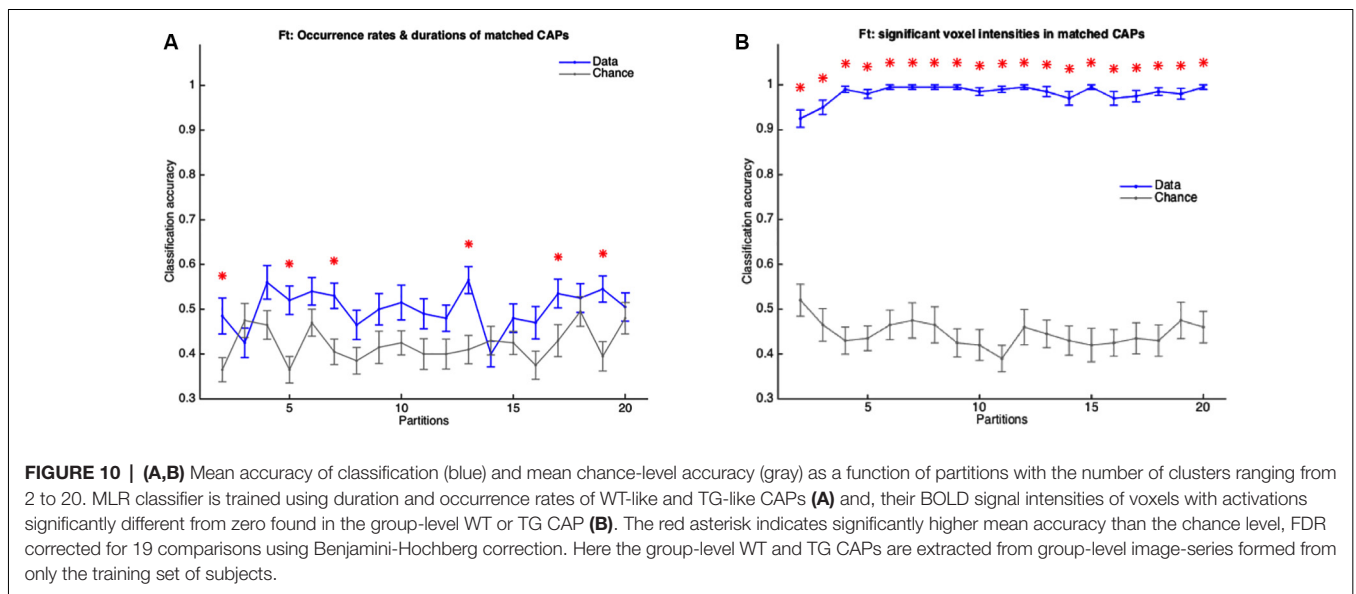 A
Ft: Occurrence rates & durations of matched CAPs
Data
Chance
1
0.9
0.8
0.7
0.6
0.5
0.4
0.3
Classification accuracy
5
10
15
20
Partitions
B
Ft: significant voxel intensities in matched CAPs
1
0.9
0.8
0.7
0.6
0.5
0.4
0.3
Classification accuracy
Data
Chance
5
10
15
20
Partitions
FIGURE 10 | (A,B) Mean accuracy of classification (blue) and mean chance-level accuracy (gray) as a function of partitions with the number of clusters ranging from
2 to 20. MLR classifier is trained using duration and occurrence rates of WT-like and TG-like CAPs (A) and, their BOLD signal intensities of voxels with activations
significantly different from zero found in the group-level WT or TG CAP (B). The red asterisk indicates significantly higher mean accuracy than the chance level, FDR
corrected for 19 comparisons using Benjamini-Hochberg correction. Here the group-level WT and TG CAPs are extracted from group-level image-series formed from
only the training set of subjects.